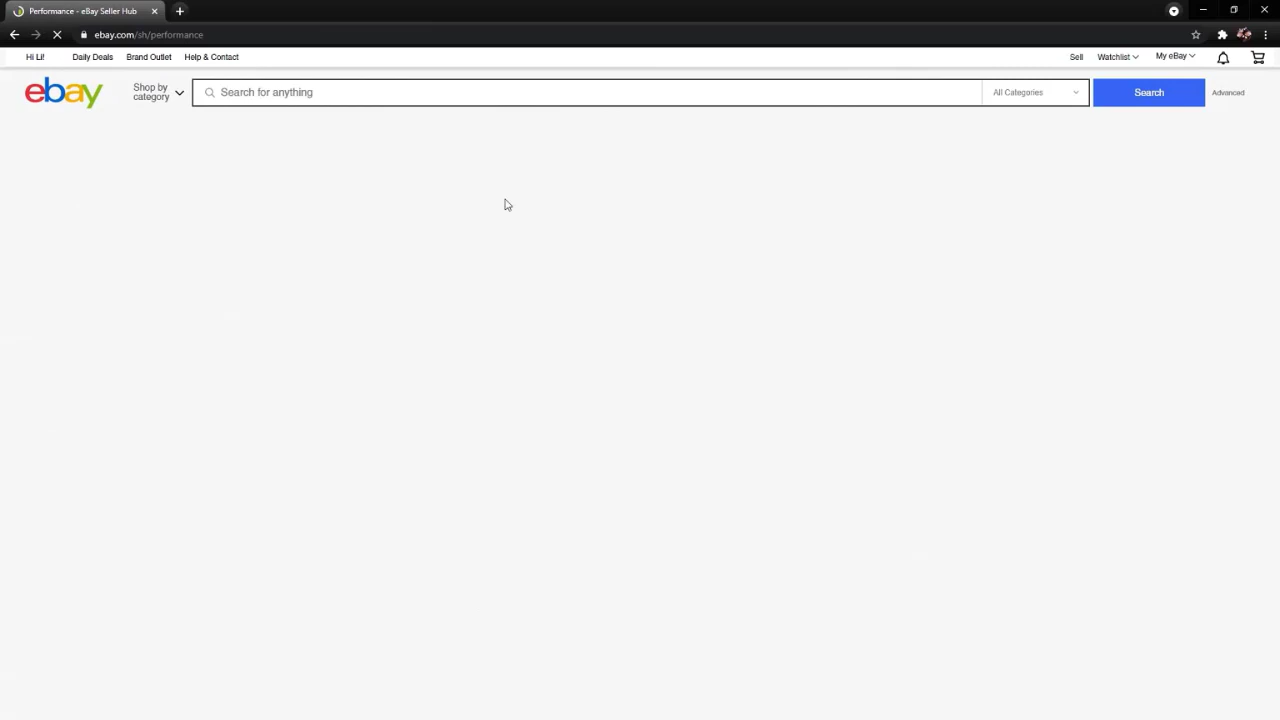 Performance - eBay Seller Hub
ebay.com/sh/performance
Hi Li! Daily Deals Brand Outlet Help & Contact Sell Watchlist My eBay
ebay Shop by category Search for anything All Categories Search Advanced